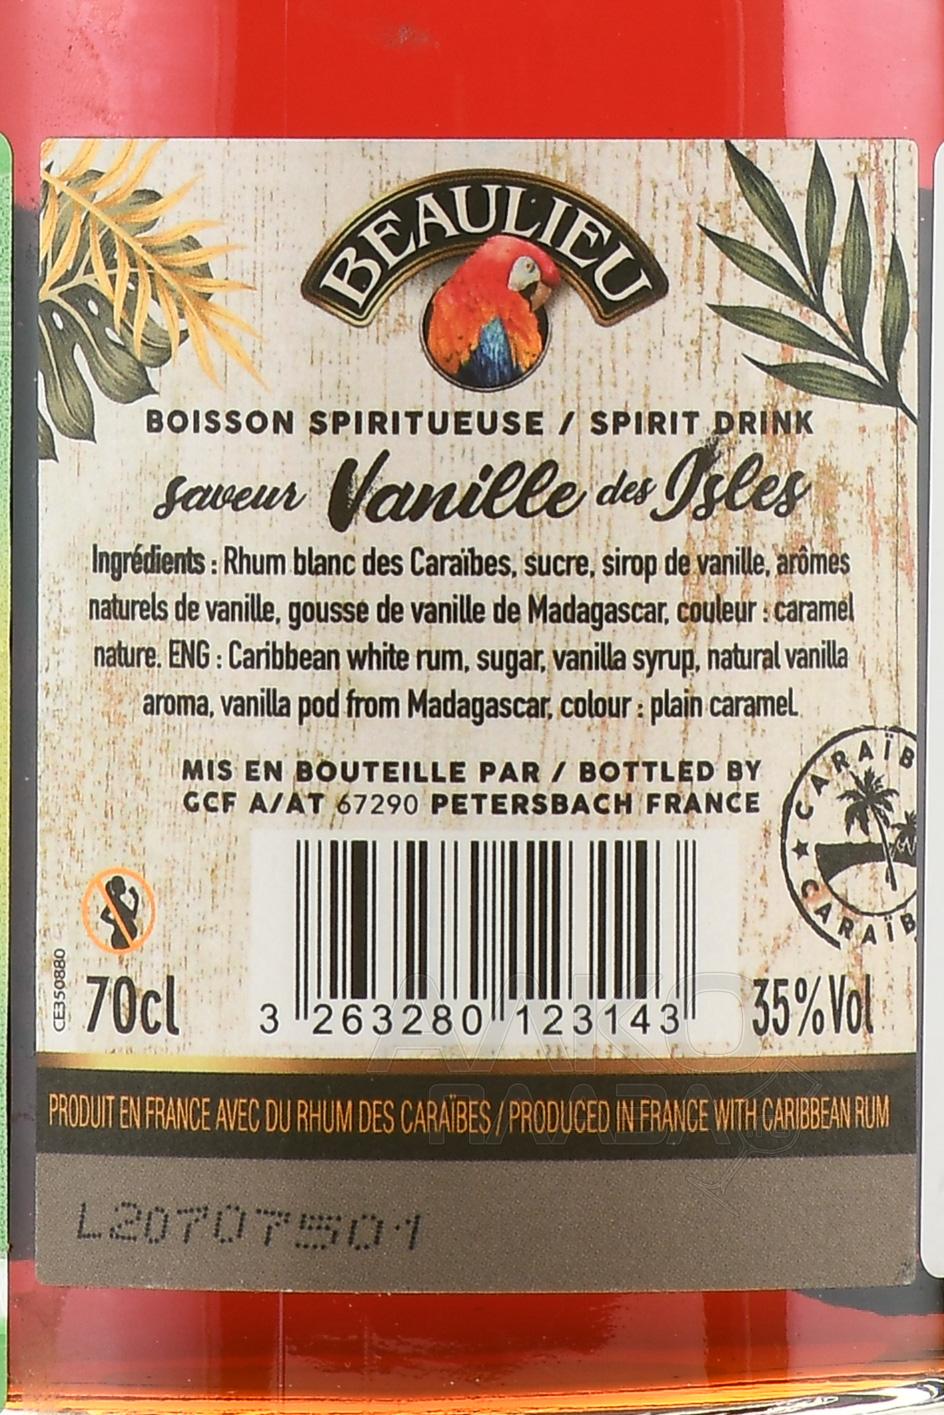 BEAULIEU
BOISSON SPIRITUEUSE / SPIRIT DRINK
saveur Vanille des Isles
Ingrédients : Rhum blanc des Caraïbes, sucre, sirop de vanille, arômes
naturels de vanille, gousse de vanille de Madagascar, couleur : caramel
nature. ENG : Caribbean white rum, sugar, vanilla syrup, natural vanilla
aroma, vanilla pod from Madagascar, colour : plain caramel.
MIS EN BOUTEILLE PAR / BOTTLED BY
GCF A/AT 67290 PETERSBACH FRANCE
CARAÏB
CARAÏB
CE350880
70cl
3 263280 123143
35%Vol
PRODUIT EN FRANCE AVEC DU RHUM DES CARAÏBES / PRODUCED IN FRANCE WITH CARIBBEAN RUM
L20707501